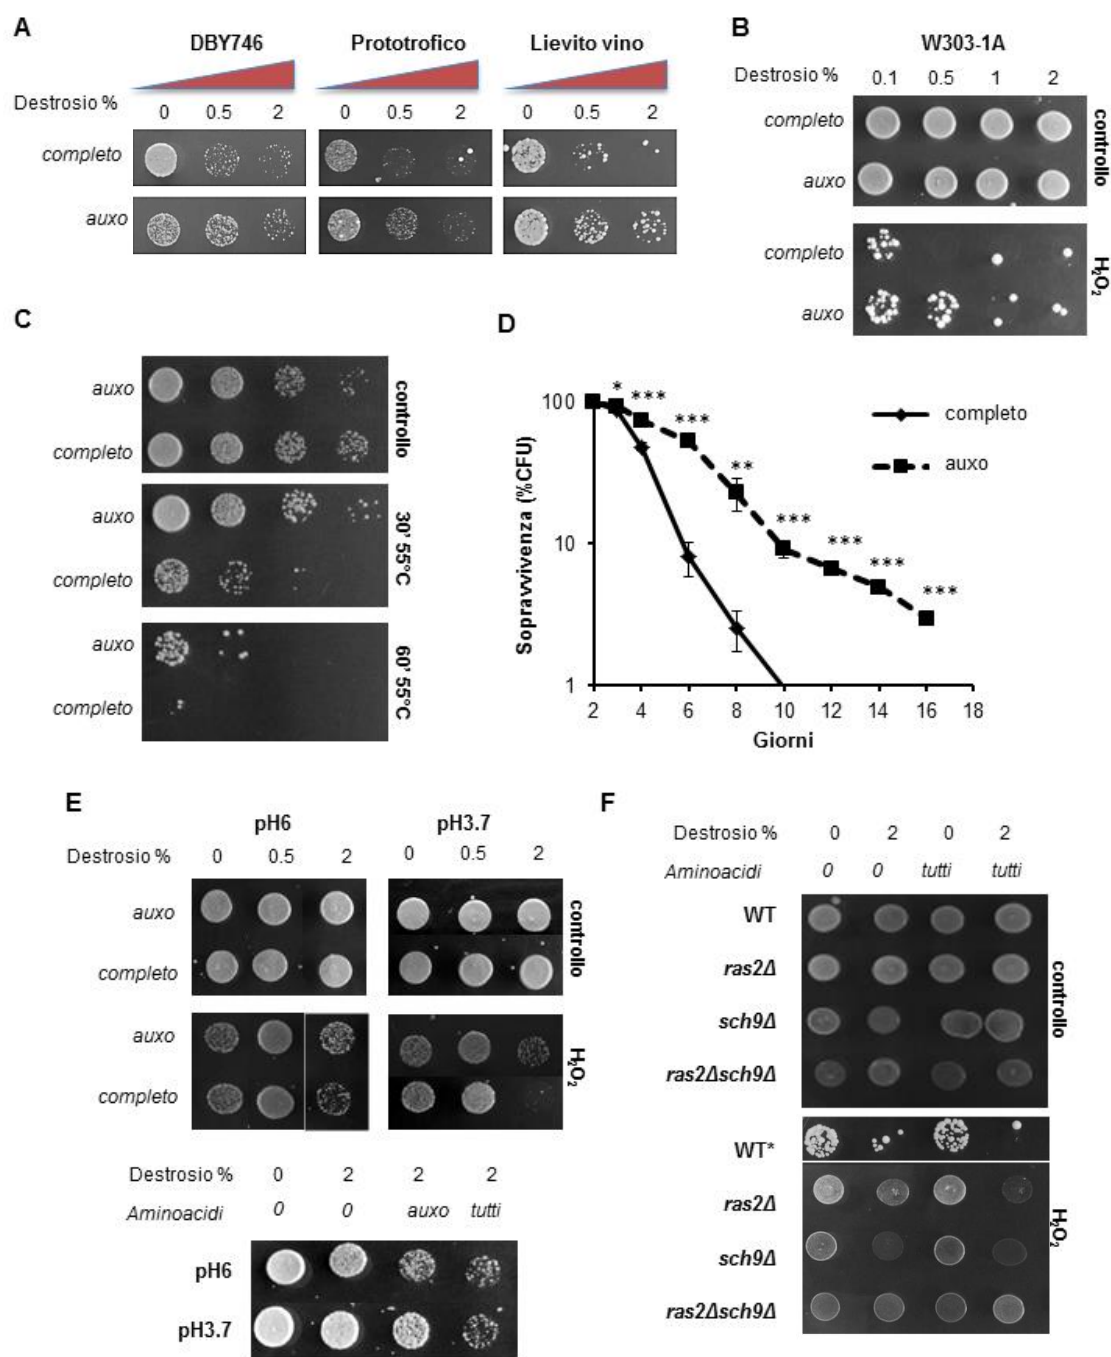 A
DBY746 Prototrofico Lievito vino
Destrosio % 0 0.5 2 0 0.5 2 0 0.5 2
completo
auxo
B
W303-1A
Destrosio % 0.1 0.5 1 2
completo
auxo
controllo
completo
auxo
H₂O₂
C
auxo
completo
controllo
auxo
completo
30’ 55°C
auxo
completo
60’ 55°C
D
Sopravvivenza (%CFU)
100
10
1
* *** *** ** *** *** *** ***
completo
auxo
2 4 6 8 10 12 14 16 18
Giorni
E
pH6 pH3.7
Destrosio % 0 0.5 2 0 0.5 2
auxo
completo
controllo
auxo
completo
H₂O₂
Destrosio % 0 2 2 2
Aminoacidi 0 0 auxo tutti
pH6
pH3.7
F
Destrosio % 0 2 0 2
Aminoacidi 0 0 tutti tutti
WT
ras2Δ
sch9Δ
ras2Δsch9Δ
controllo
WT*
ras2Δ
sch9Δ
ras2Δsch9Δ
H₂O₂